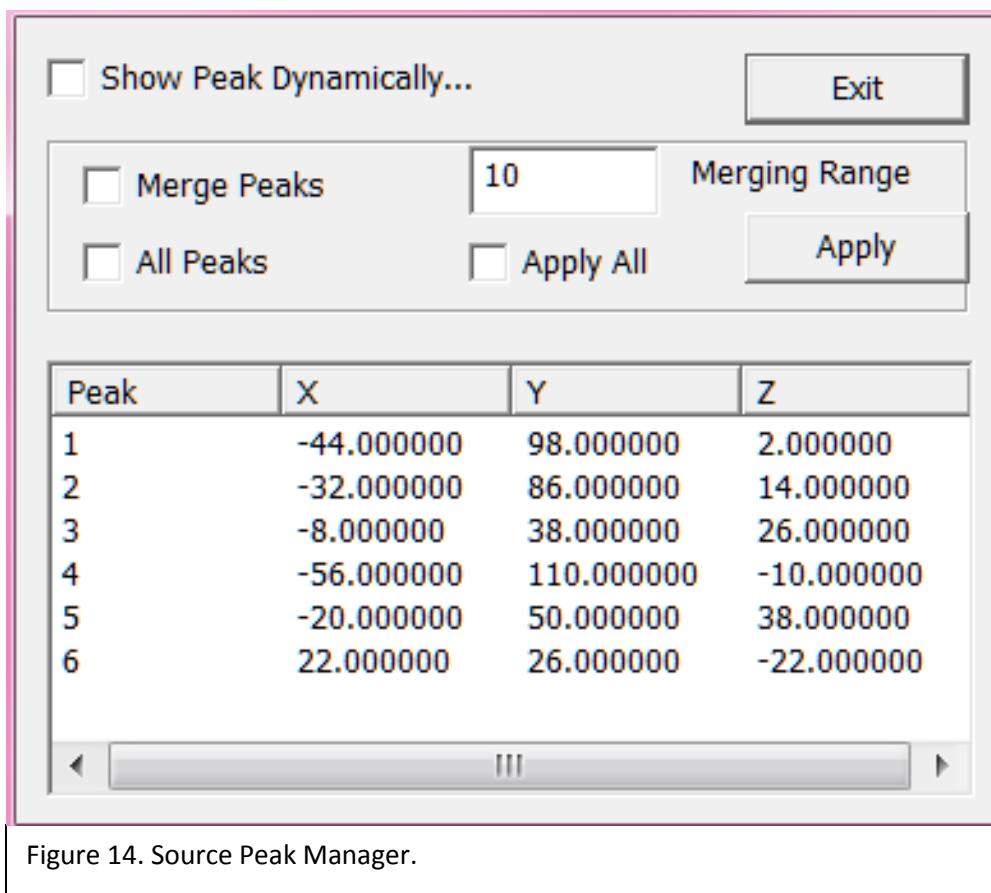 Show Peak Dynamically... Exit
Merge Peaks 10 Merging Range
All Peaks Apply All Apply
Peak X Y Z
1 -44.000000 98.000000 2.000000
2 -32.000000 86.000000 14.000000
3 -8.000000 38.000000 26.000000
4 -56.000000 110.000000 -10.000000
5 -20.000000 50.000000 38.000000
6 22.000000 26.000000 -22.000000
Figure 14. Source Peak Manager.